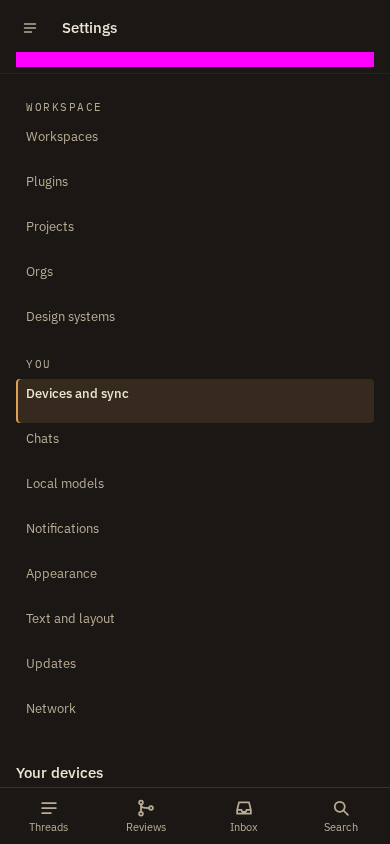 Settings
WORKSPACE
Workspaces
Plugins
Projects
Orgs
Design systems
YOU
Devices and sync
Chats
Local models
Notifications
Appearance
Text and layout
Updates
Network
Your devices
Threads
Reviews
Inbox
Search